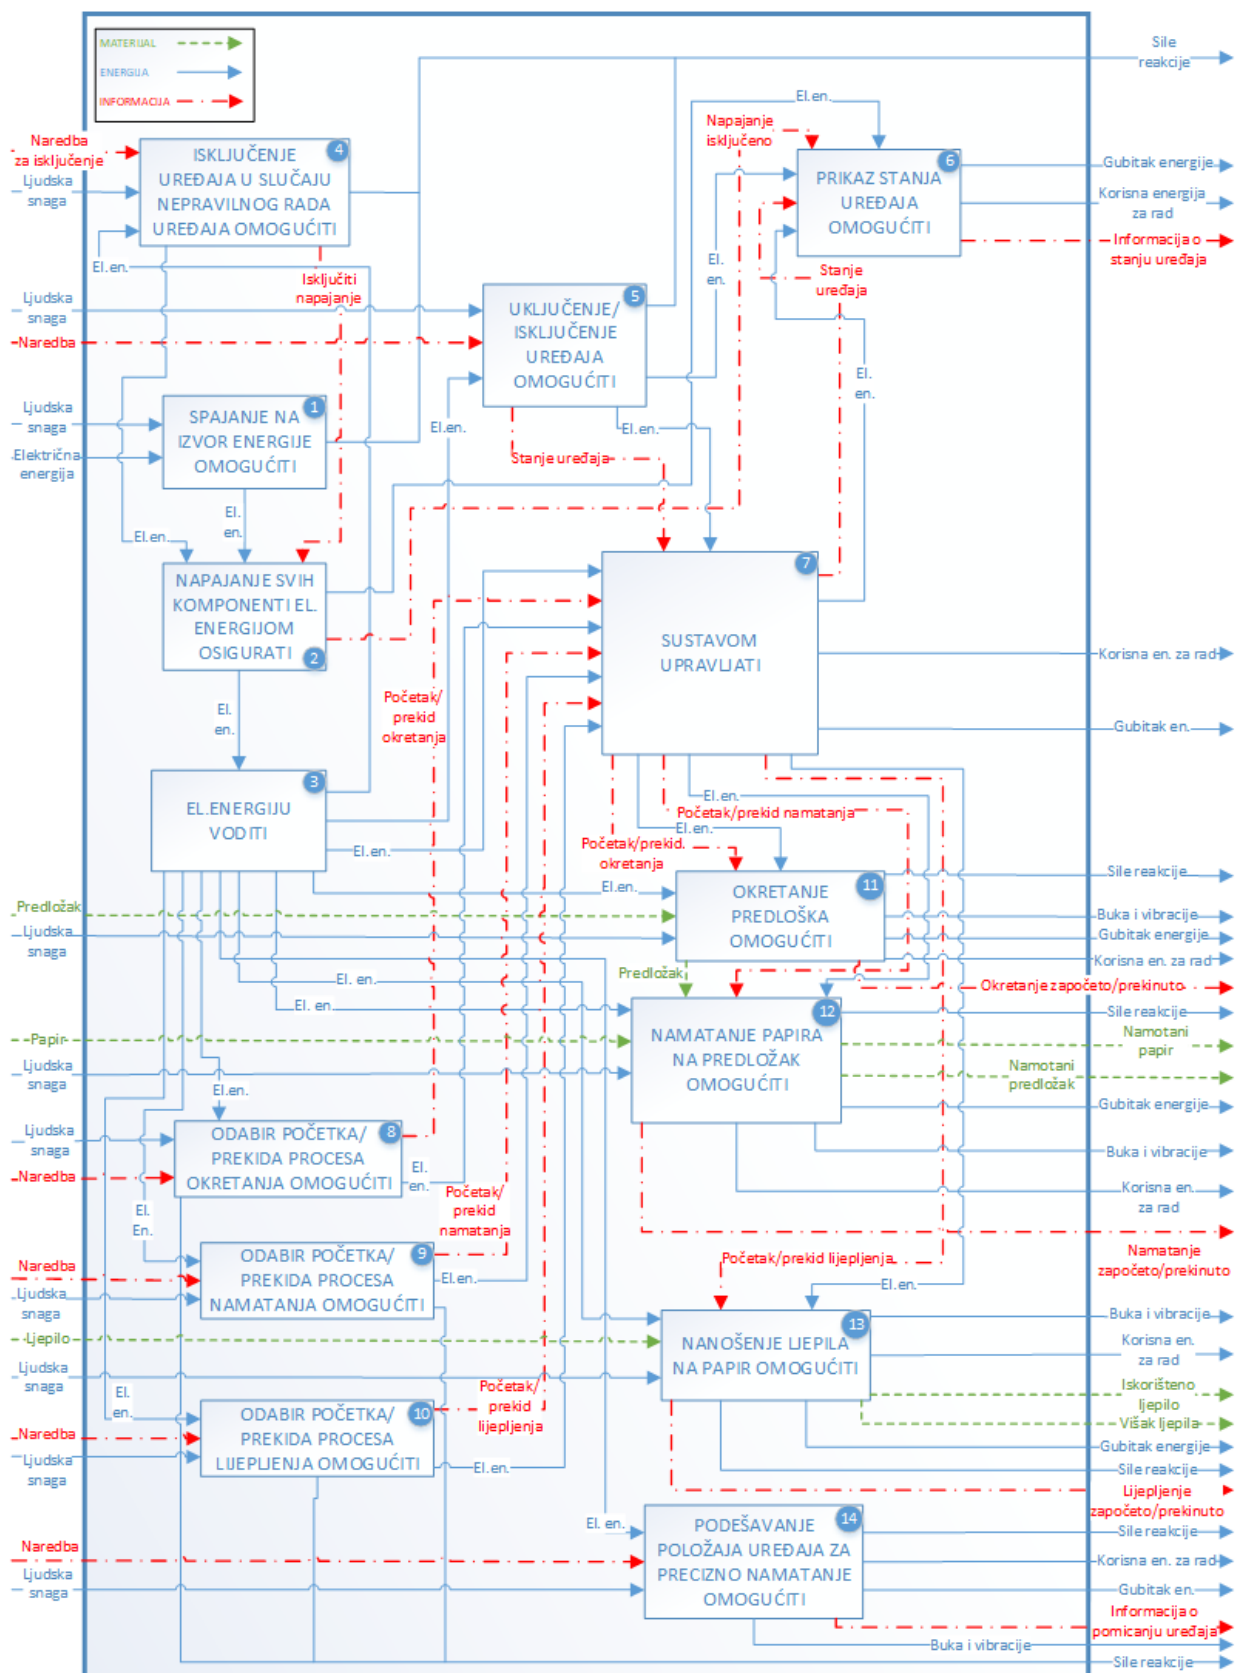 MATERIJAL
ENERGIJA
INFORMACIJA
Sile
reakcije
El.en.
Naredba
za isključenje
Ljudska
snaga
4
ISKLJUČENJE
UREĐAJA U SLUČAJU
NEPRAVILNOG RADA
UREĐAJA OMOGUĆITI
El.en.
Isključiti
napajanje
Napajanje
isključeno
6
PRIKAZ STANJA
UREĐAJA
OMOGUĆITI
Gubitak energije
Korisna energija
za rad
Informacija o
stanju uređaja
El.
en.
Stanje
uređaja
Ljudska
snaga
Naredba
5
UKLJUČENJE/
ISKLJUČENJE
UREĐAJA
OMOGUĆITI
El.
en.
Ljudska
snaga
Električna
energija
1
SPAJANJE NA
IZVOR ENERGIJE
OMOGUĆITI
El.en.
El.en.
Stanje uređaja
El.
en.
El.en.
NAPAJANJE SVIH
KOMPONENTI EL.
ENERGIJOM
OSIGURATI
2
7
SUSTAVOM
UPRAVLJATI
Korisna en. za rad
Gubitak en.
El.
en.
Početak/
prekid
okretanja
3
EL.ENERGIJU
VODITI
El.en.
El.en.
Početak/prekid namatanja
El.en.
Početak/prekid
okretanja
El.en.
11
OKRETANJE
PREDLOŠKA
OMOGUĆITI
Sile reakcije
Buka i vibracije
Gubitak energije
Korisna en. za rad
Okretanje započeto/prekinuto
Predložak
Ljudska
snaga
Predložak
El. en.
El. en.
12
NAMATANJE PAPIRA
NA PREDLOŽAK
OMOGUĆITI
Sile reakcije
Namotani
papir
Namotani
predložak
Gubitak energije
Buka i vibracije
Korisna en.
za rad
Namatanje
započeto/prekinuto
Papir
Ljudska
snaga
El.en.
Ljudska
snaga
Naredba
8
ODABIR POČETKA/
PREKIDA PROCESA
OKRETANJA OMOGUĆITI
El.
en.
El.
En.
Početak/
prekid
namatanja
Naredba
Ljudska
snaga
9
ODABIR POČETKA/
PREKIDA PROCESA
NAMATANJA OMOGUĆITI
El.en.
Početak/prekid lijepljenja
El.en.
Ljepilo
Ljudska
snaga
13
NANOŠENJE LJEPILA
NA PAPIR OMOGUĆITI
Buka i vibracije
Korisna en.
za rad
Iskorišteno
ljepilo
Višak ljepila
Gubitak energije
Sile reakcije
Lijepljenje
započeto/prekinuto
El.
en.
Početak/
prekid
lijepljenja
Naredba
Ljudska
snaga
10
ODABIR POČETKA/
PREKIDA PROCESA
LIJEPLJENJA OMOGUĆITI
El.en.
El. en.
Naredba
Ljudska
snaga
14
PODEŠAVANJE
POLOŽAJA UREĐAJA ZA
PRECIZNO NAMATANJE
OMOGUĆITI
Sile reakcije
Korisna en. za rad
Gubitak en.
Informacija o
pomicanju uređaja
Buka i vibracije
Sile reakcije